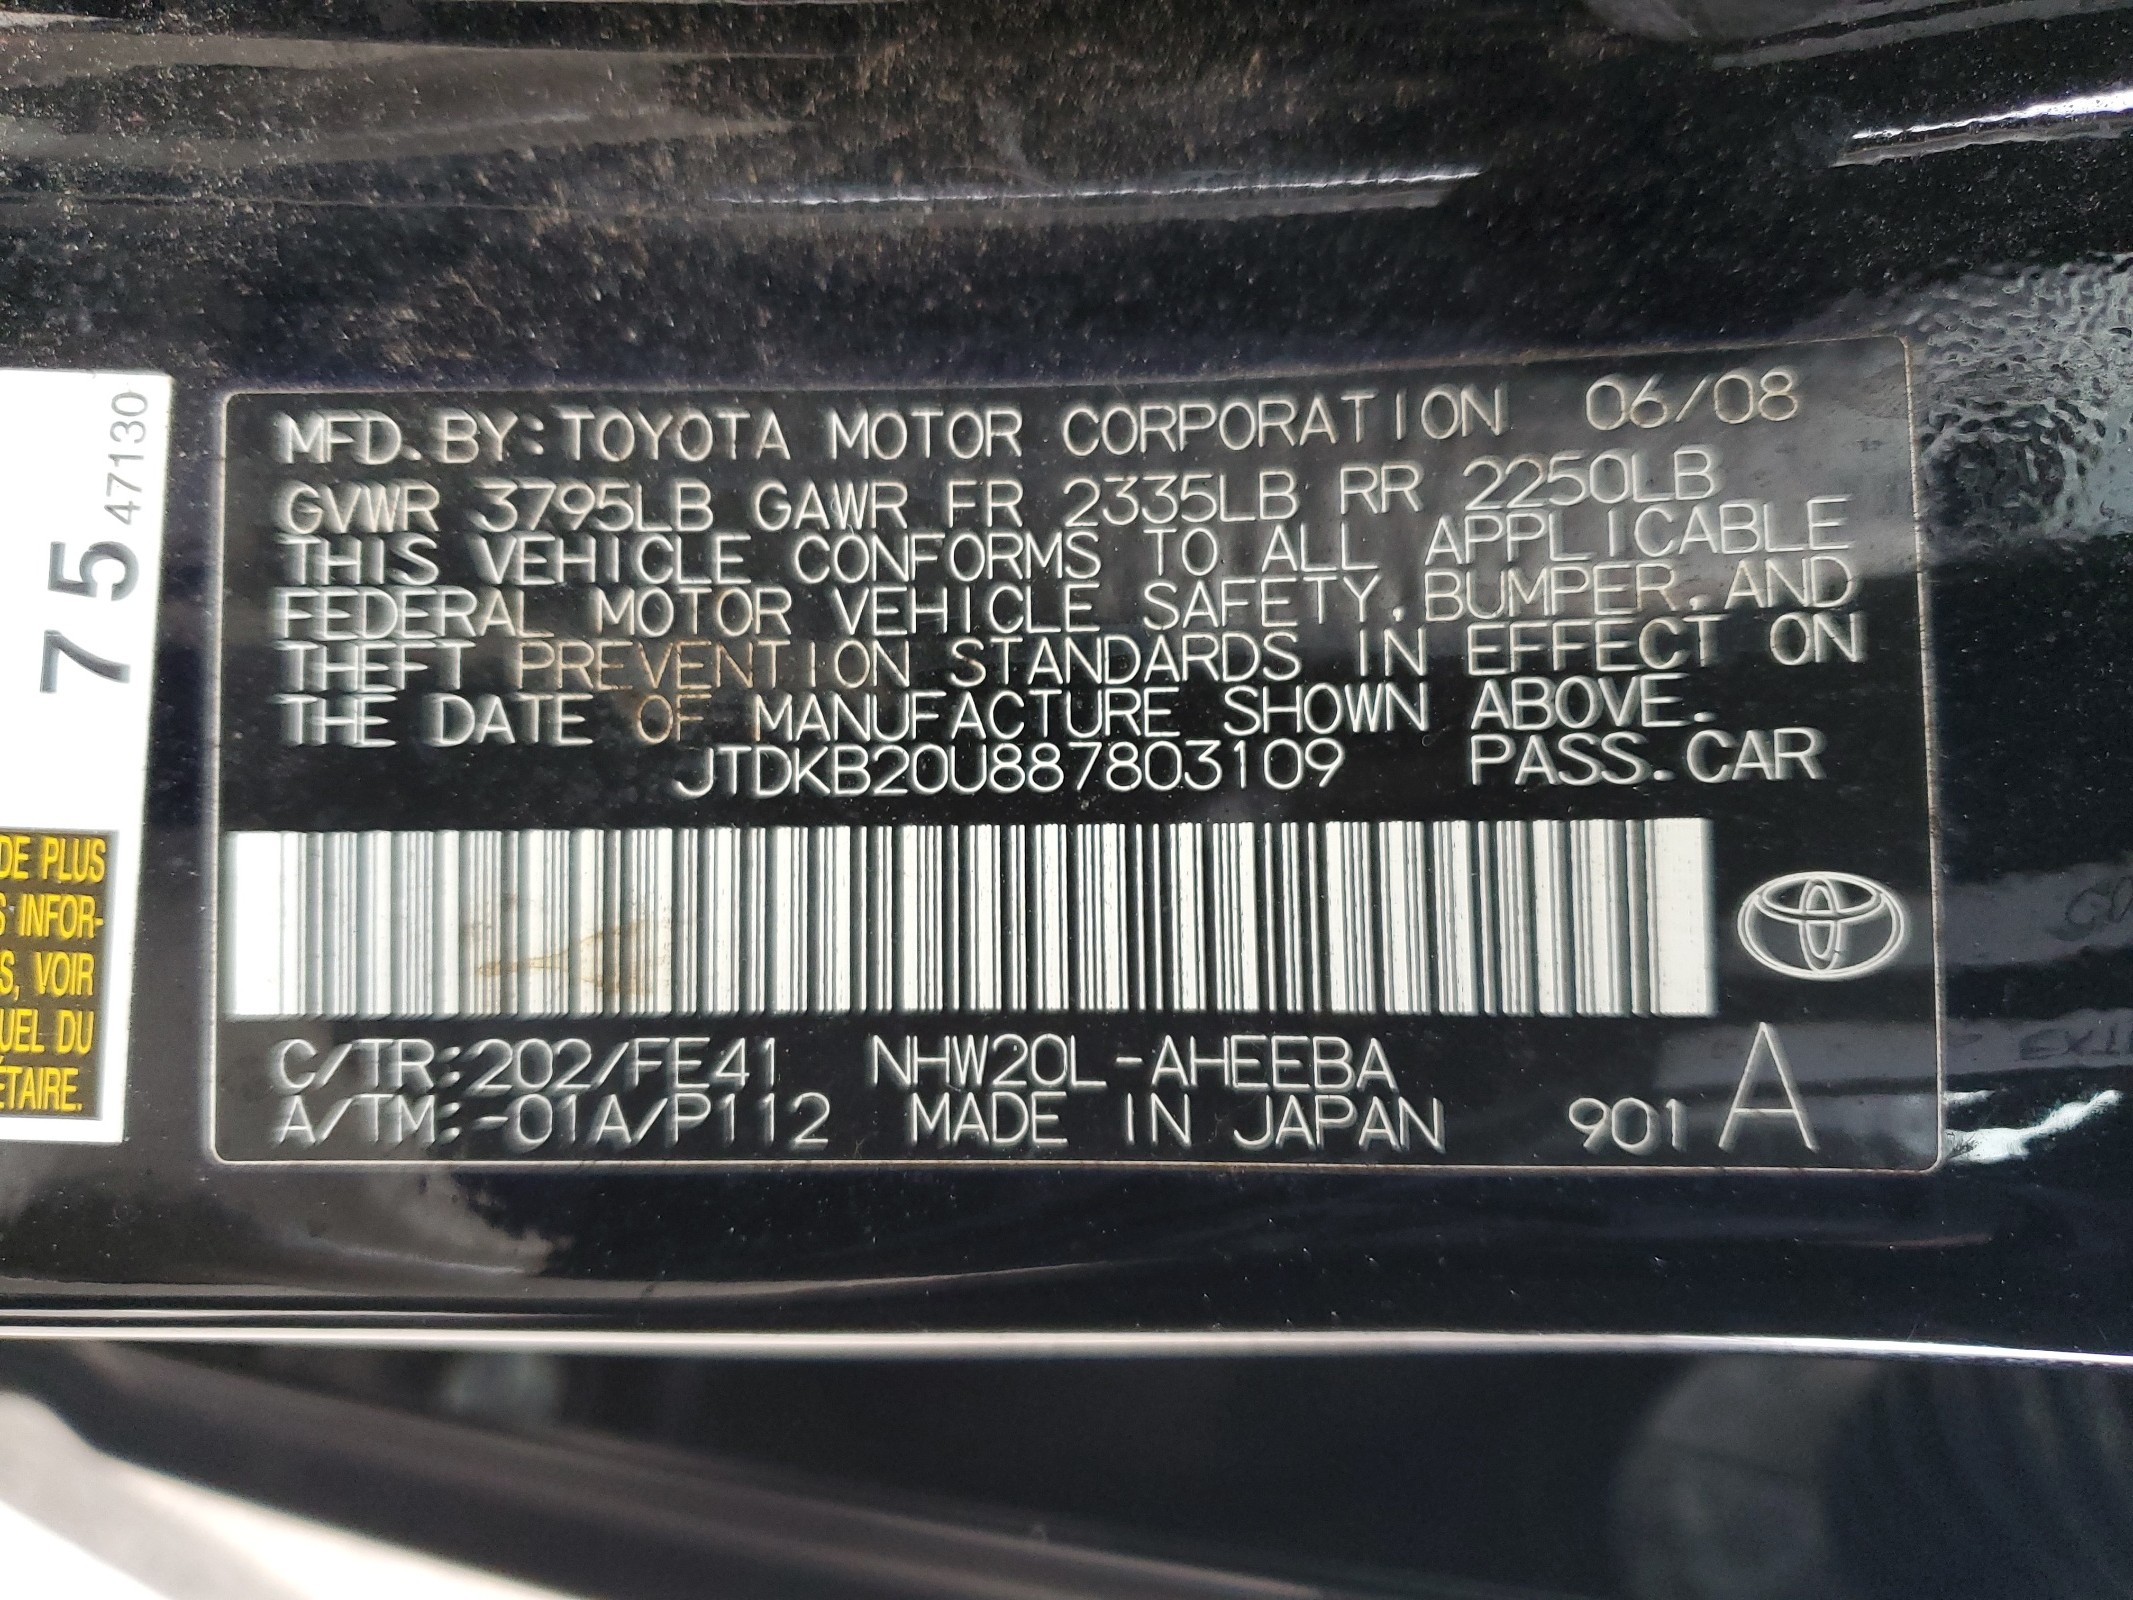 MFD. BY: TOYOTA MOTOR CORPORATION 06/08
GVWR 3795LB GAWR FR 2335LB RR 2250LB
THIS VEHICLE CONFORMS TO ALL APPLICABLE
FEDERAL MOTOR VEHICLE SAFETY, BUMPER, AND
THEFT PREVENTION STANDARDS IN EFFECT ON
THE DATE OF MANUFACTURE SHOWN ABOVE.
JTDKB20U887803109 PASS. CAR
C/TR: 202/FE41 NHW20L-AHEEBA
A/TM: -01A/P112 MADE IN JAPAN 901 A
75 47130
DE PLUS
INFOR-
VOIR
DU